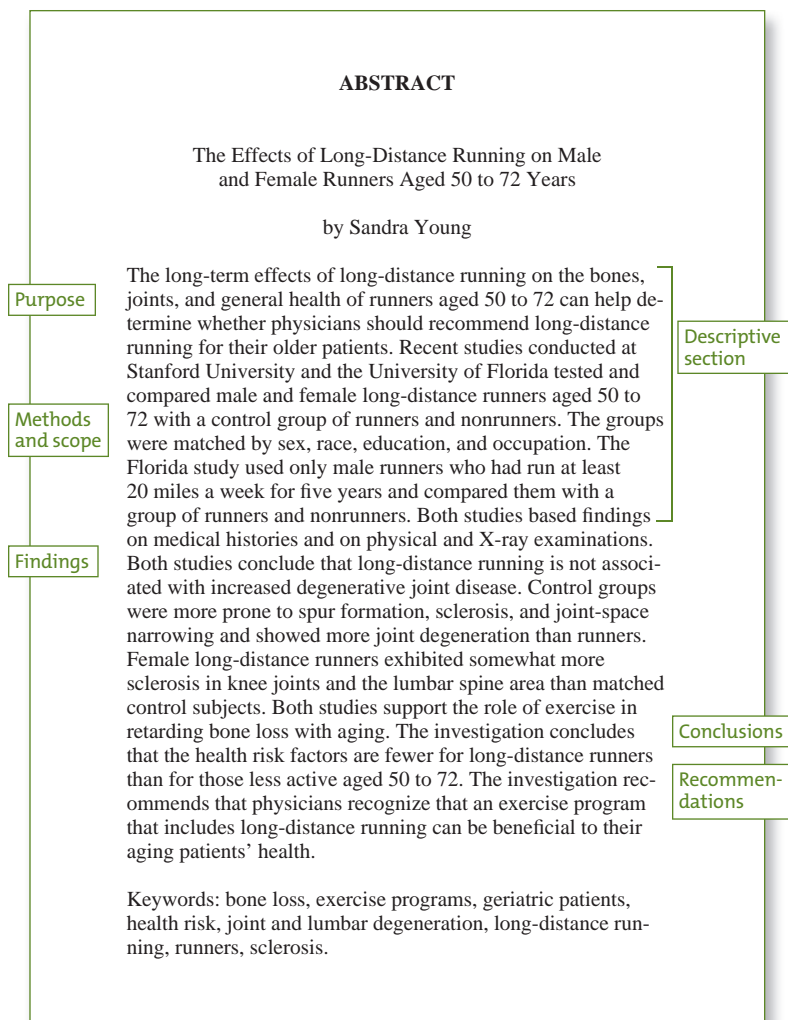 ABSTRACT
The Effects of Long-Distance Running on Male
and Female Runners Aged 50 to 72 Years
by Sandra Young
Purpose
The long-term effects of long-distance running on the bones,
joints, and general health of runners aged 50 to 72 can help de-
termine whether physicians should recommend long-distance
running for their older patients. Recent studies conducted at
Stanford University and the University of Florida tested and
compared male and female long-distance runners aged 50 to
72 with a control group of runners and nonrunners. The groups
were matched by sex, race, education, and occupation. The
Florida study used only male runners who had run at least
20 miles a week for five years and compared them with a
group of runners and nonrunners. Both studies based findings
on medical histories and on physical and X-ray examinations.
Both studies conclude that long-distance running is not associ-
ated with increased degenerative joint disease. Control groups
were more prone to spur formation, sclerosis, and joint-space
narrowing and showed more joint degeneration than runners.
Female long-distance runners exhibited somewhat more
sclerosis in knee joints and the lumbar spine area than matched
control subjects. Both studies support the role of exercise in
retarding bone loss with aging. The investigation concludes
that the health risk factors are fewer for long-distance runners
than for those less active aged 50 to 72. The investigation rec-
ommends that physicians recognize that an exercise program
that includes long-distance running can be beneficial to their
aging patients' health.
Keywords: bone loss, exercise programs, geriatric patients,
health risk, joint and lumbar degeneration, long-distance run-
ning, runners, sclerosis.
Descriptive
section
Methods
and scope
Findings
Conclusions
Recommen-
dations